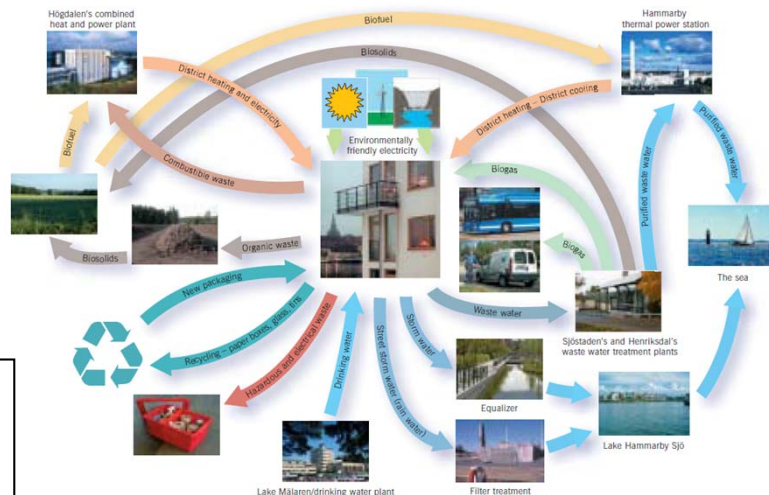 Högdalen's combined
heat and power plant
Biofuel
Hammarby
thermal power station
Biosolids
District heating and electricity
District heating – District cooling
Environmentally
friendly electricity
Biofuel
Combustible waste
Biogas
Purified waste water
Purified waste water
Biogas
Organic waste
Biosolids
New packaging
The sea
Waste water
Sjöstaden's and Henriksdal's
waste water treatment plants
Recycling – paper boxes, glass, tins
Hazardous and electrical waste
Drinking water
Storm water
Street storm water (rain water)
Equalizer
Lake Hammarby Sjö
Filter treatment
Lake Mälaren/drinking water plant